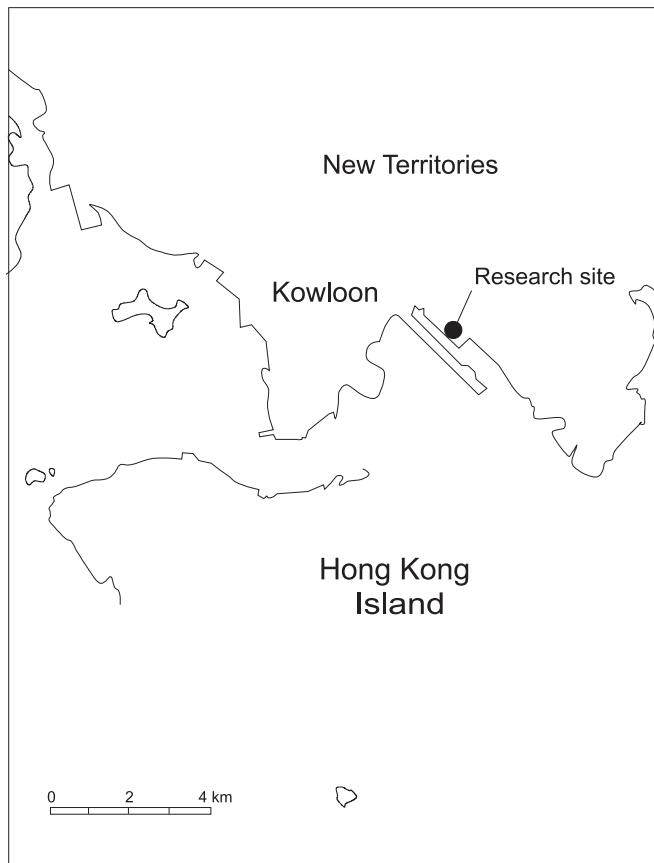 New Territories
Research site
Kowloon
Hong Kong
Island
0 2 4 km